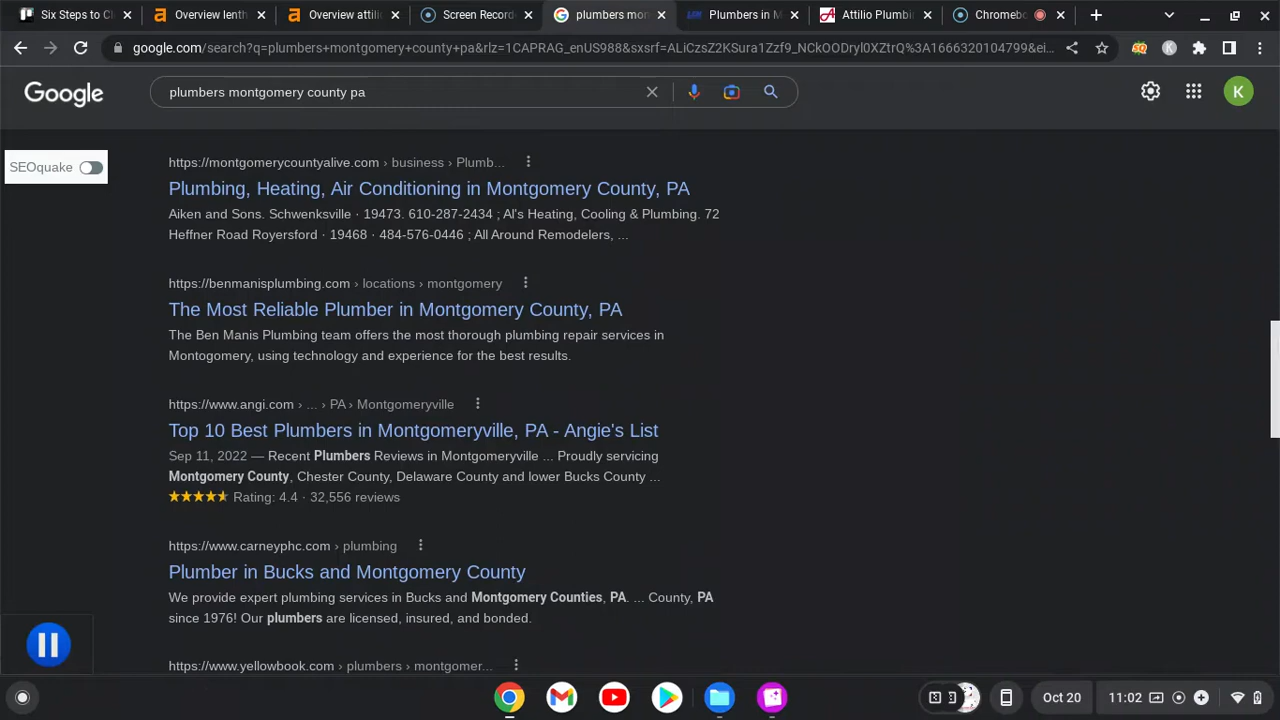 Six Steps to Cl
Overview lenth
Overview attilio
Screen Record
plumbers mon
Plumbers in M
Attilio Plumbi
Chromebo
google.com/search?q=plumbers+montgomery+county+pa&rlz=1CAPRAG_enUS988&sxsrf=ALiCzsZ2KSura1Zzf9_NCkOODryl0XZtrQ%3A1666320104799&ei...
Google
plumbers montgomery county pa
K
SEOquake
https://montgomerycountyalive.com › business › Plumb...
Plumbing, Heating, Air Conditioning in Montgomery County, PA
Aiken and Sons. Schwenksville · 19473. 610-287-2434 ; Al's Heating, Cooling & Plumbing. 72
Heffner Road Royersford · 19468 · 484-576-0446 ; All Around Remodelers, ...
https://benmanisplumbing.com › locations › montgomery
The Most Reliable Plumber in Montgomery County, PA
The Ben Manis Plumbing team offers the most thorough plumbing repair services in
Montogomery, using technology and experience for the best results.
https://www.angi.com › ... › PA › Montgomeryville
Top 10 Best Plumbers in Montgomeryville, PA - Angie's List
Sep 11, 2022 — Recent Plumbers Reviews in Montgomeryville ... Proudly servicing
Montgomery County, Chester County, Delaware County and lower Bucks County ...
Rating: 4.4 · 32,556 reviews
https://www.carneyphc.com › plumbing
Plumber in Bucks and Montgomery County
We provide expert plumbing services in Bucks and Montgomery Counties, PA. ... County, PA
since 1976! Our plumbers are licensed, insured, and bonded.
https://www.yellowbook.com › plumbers › montgomer...
Oct 20
11:02